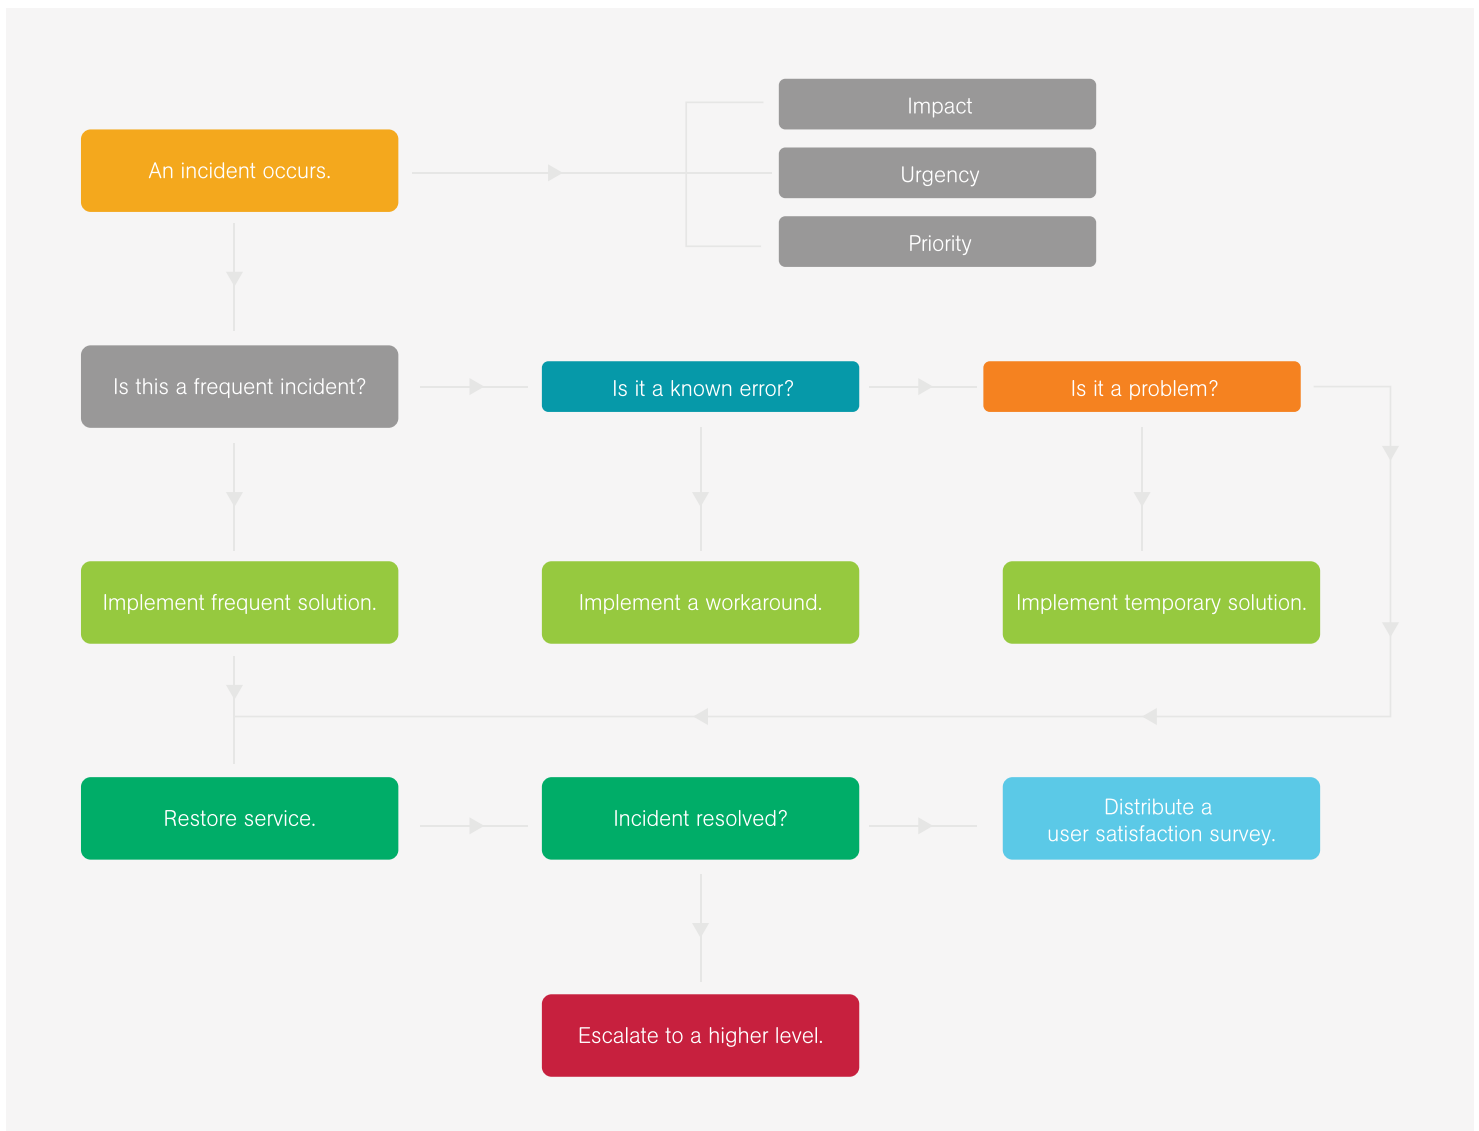 An incident occurs.
Impact
Urgency
Priority
Is this a frequent incident?
Is it a known error?
Is it a problem?
Implement frequent solution.
Implement a workaround.
Implement temporary solution.
Restore service.
Incident resolved?
Distribute a
user satisfaction survey.
Escalate to a higher level.